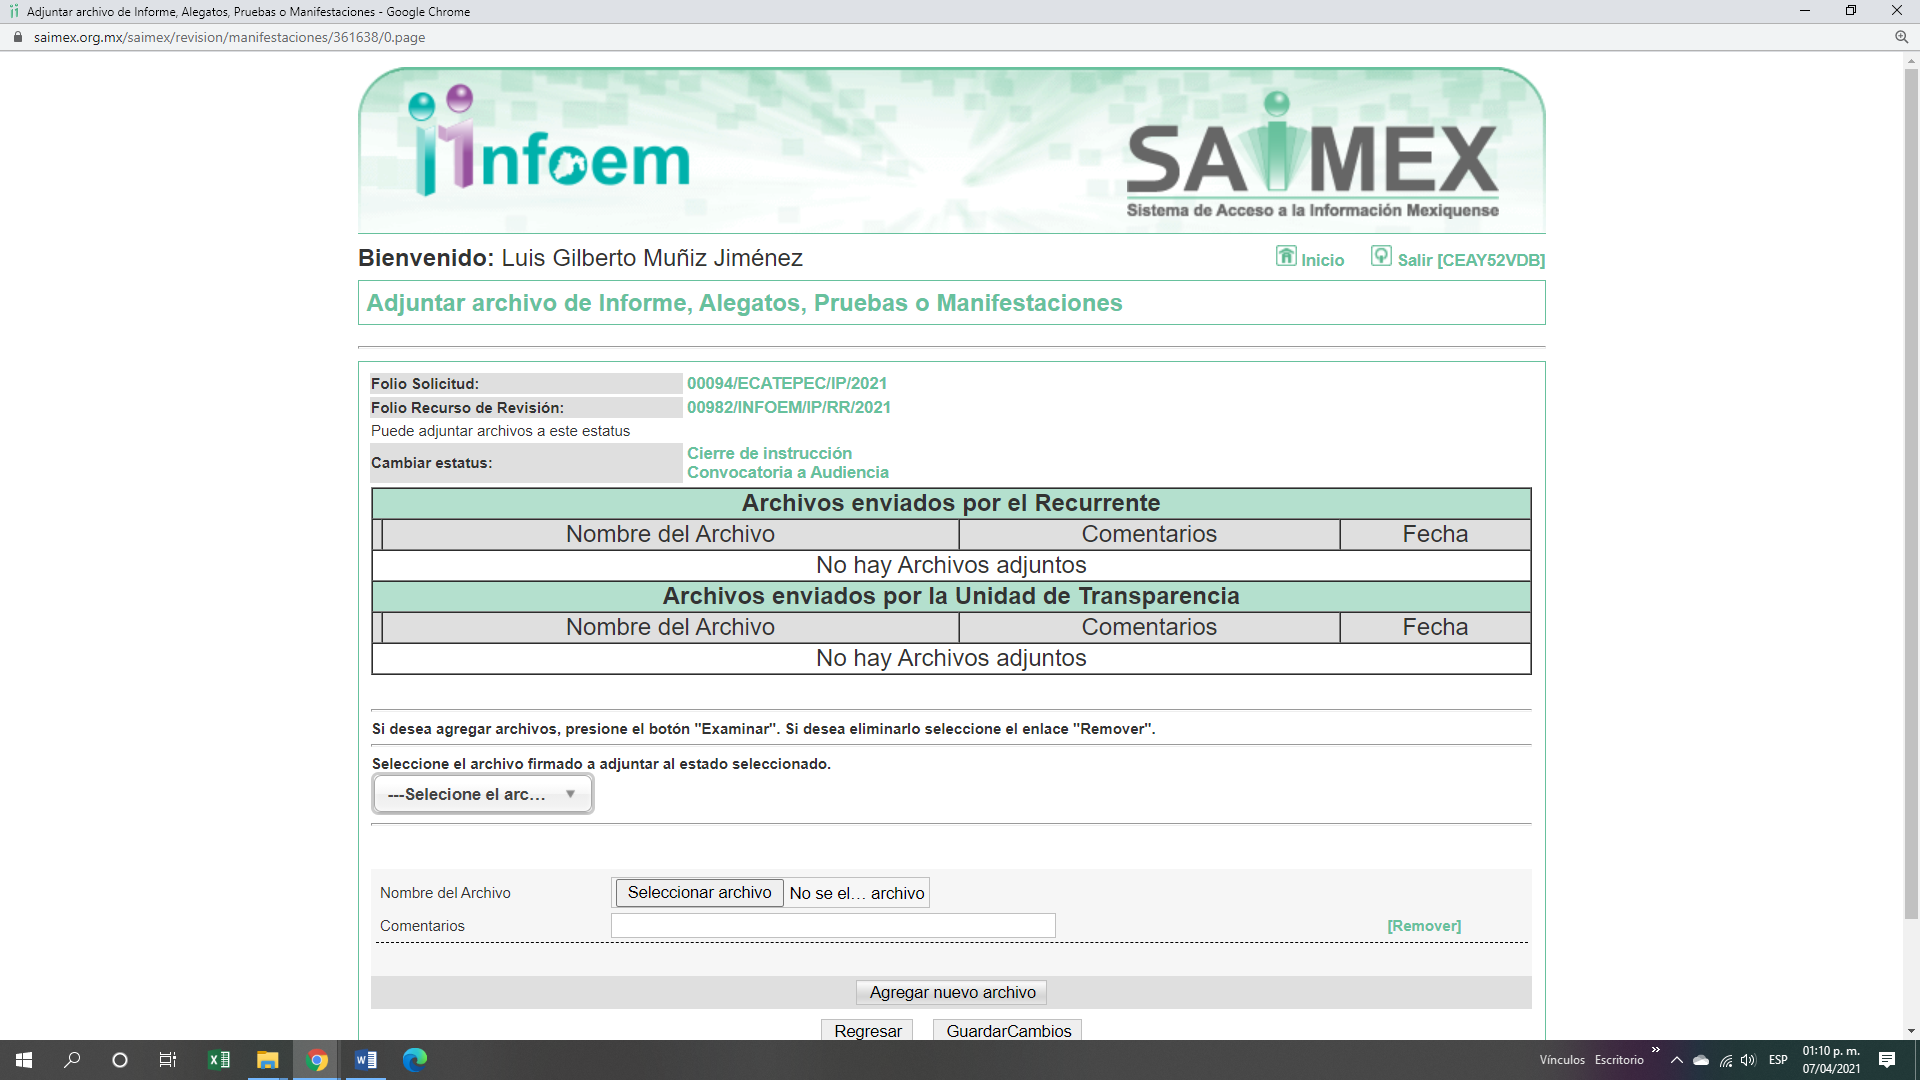 Adjuntar archivo de Informe, Alegatos, Pruebas o Manifestaciones - Google Chrome
saimex.org.mx/saimex/revision/manifestaciones/361638/0.page
infoem
SAIMEX
Sistema de Acceso a la Información Mexiquense
Bienvenido: Luis Gilberto Muñiz Jiménez
Inicio
Salir [CEAY52VDB]
Adjuntar archivo de Informe, Alegatos, Pruebas o Manifestaciones
Folio Solicitud: 00094/ECATEPEC/IP/2021
Folio Recurso de Revisión: 00982/INFOEM/IP/RR/2021
Puede adjuntar archivos a este estatus
Cambiar estatus: Cierre de instrucción
Convocatoria a Audiencia
Archivos enviados por el Recurrente
Nombre del Archivo Comentarios Fecha
No hay Archivos adjuntos
Archivos enviados por la Unidad de Transparencia
Nombre del Archivo Comentarios Fecha
No hay Archivos adjuntos
Si desea agregar archivos, presione el botón "Examinar". Si desea eliminarlo seleccione el enlace "Remover".
Seleccione el archivo firmado a adjuntar al estado seleccionado.
---Selecione el arc...
Nombre del Archivo Seleccionar archivo No se el... archivo
Comentarios [Remover]
Agregar nuevo archivo
Regresar GuardarCambios
Vínculos Escritorio » ESP 01:10 p. m.
07/04/2021